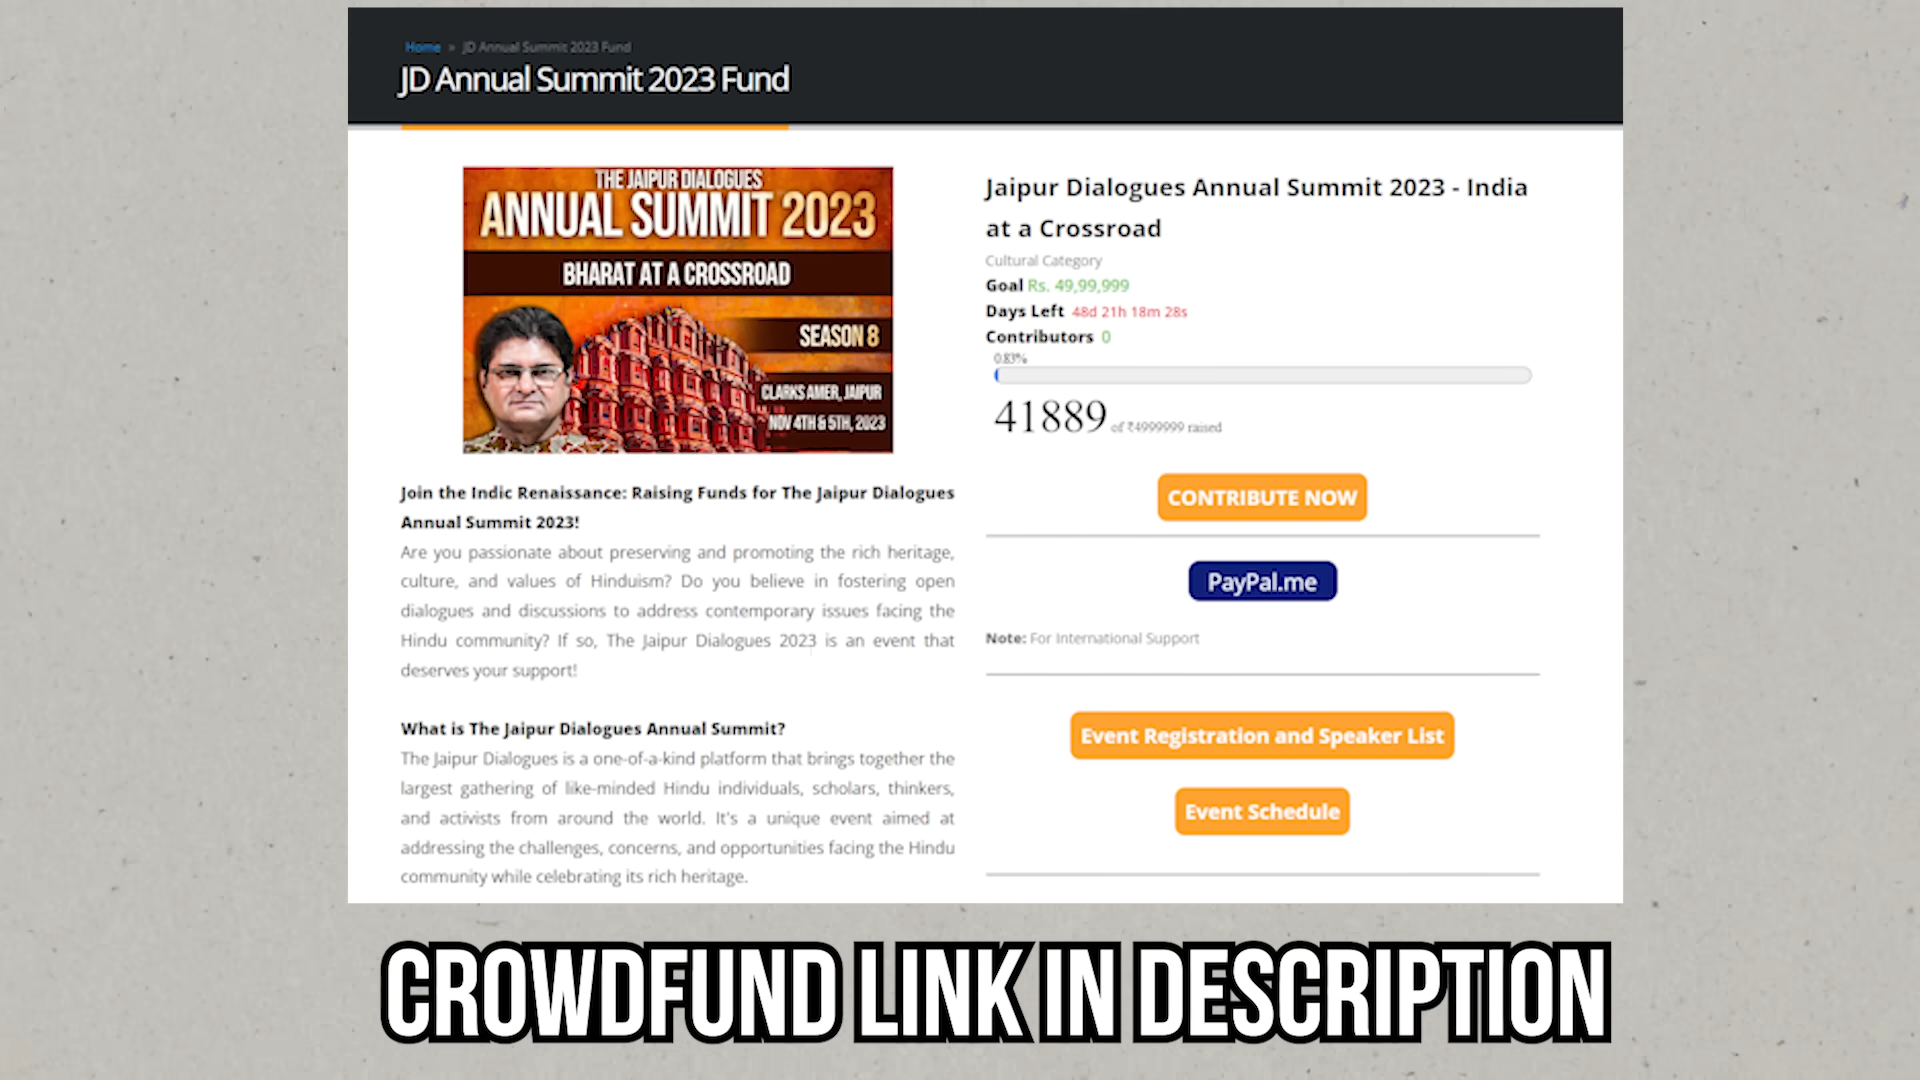 Home » JD Annual Summit 2023 Fund
JD Annual Summit 2023 Fund
THE JAIPUR DIALOGUES
ANNUAL SUMMIT 2023
BHARAT AT A CROSSROAD
SEASON 8
CLARKS AMER, JAIPUR
NOV 4TH & 5TH, 2023
Join the Indic Renaissance: Raising Funds for The Jaipur Dialogues
Annual Summit 2023!
Are you passionate about preserving and promoting the rich heritage,
culture, and values of Hinduism? Do you believe in fostering open
dialogues and discussions to address contemporary issues facing the
Hindu community? If so, The Jaipur Dialogues 2023 is an event that
deserves your support!
What is The Jaipur Dialogues Annual Summit?
The Jaipur Dialogues is a one-of-a-kind platform that brings together the
largest gathering of like-minded Hindu individuals, scholars, thinkers,
and activists from around the world. It's a unique event aimed at
addressing the challenges, concerns, and opportunities facing the Hindu
community while celebrating its rich heritage.
Jaipur Dialogues Annual Summit 2023 - India
at a Crossroad
Cultural Category
Goal Rs. 49,99,999
Days Left 48d 21h 18m 28s
Contributors 0
0.83%
41889 of ₹4999999 raised
CONTRIBUTE NOW
PayPal.me
Note: For International Support
Event Registration and Speaker List
Event Schedule
CROWDFUND LINK IN DESCRIPTION